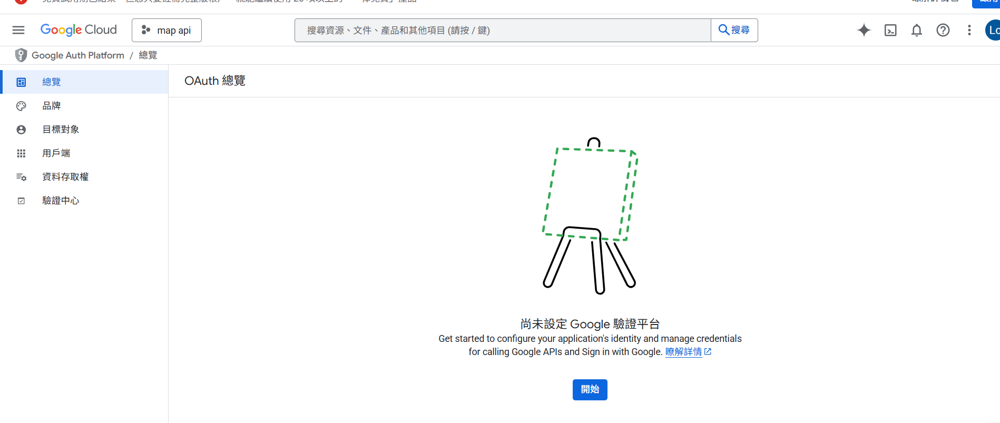 Google Cloud
map api
搜尋資源、文件、產品和其他項目 (請按 / 鍵)
搜尋
Google Auth Platform / 總覽
總覽
品牌
目標對象
用戶端
資料存取權
驗證中心
OAuth 總覽
尚未設定 Google 驗證平台
Get started to configure your application's identity and manage credentials
for calling Google APIs and Sign in with Google. 瞭解詳情
開始